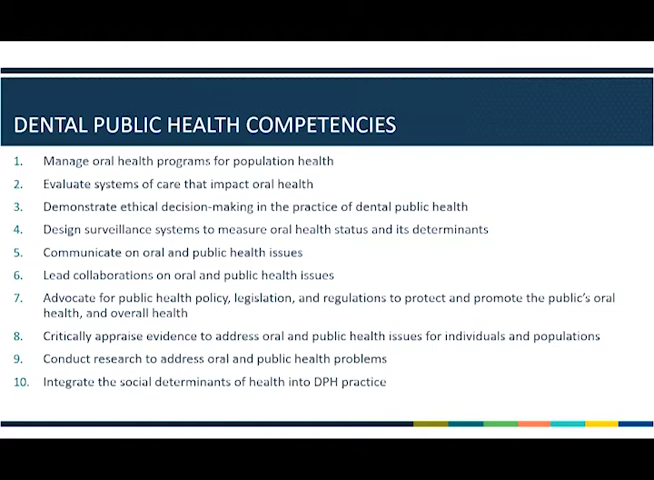 DENTAL PUBLIC HEALTH COMPETENCIES
1. Manage oral health programs for population health
2. Evaluate systems of care that impact oral health
3. Demonstrate ethical decision-making in the practice of dental public health
4. Design surveillance systems to measure oral health status and its determinants
5. Communicate on oral and public health issues
6. Lead collaborations on oral and public health issues
7. Advocate for public health policy, legislation, and regulations to protect and promote the public's oral
health, and overall health
8. Critically appraise evidence to address oral and public health issues for individuals and populations
9. Conduct research to address oral and public health problems
10. Integrate the social determinants of health into DPH practice